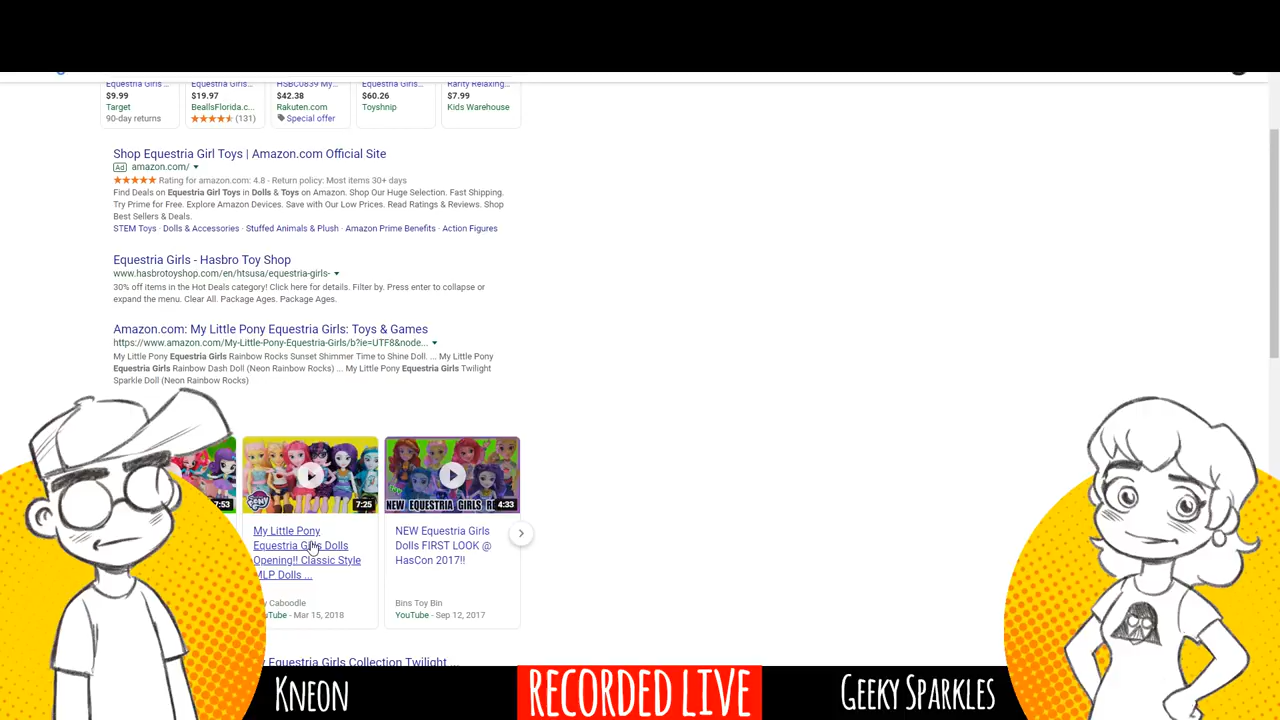 Equestria Girls ... Equestria Girls... HSBC0839 My... Equestria Girls... Rarity Relaxing...
$9.99 $19.97 $42.38 $60.26 $7.99
Target BeallsFlorida.c... Rakuten.com Toyshnip Kids Warehouse
90-day returns (131) Special offer
Shop Equestria Girl Toys | Amazon.com Official Site
Ad amazon.com/
Rating for amazon.com: 4.8 - Return policy: Most items 30+ days
Find Deals on Equestria Girl Toys in Dolls & Toys on Amazon. Shop Our Huge Selection. Fast Shipping.
Try Prime for Free. Explore Amazon Devices. Save with Our Low Prices. Read Ratings & Reviews. Shop
Best Sellers & Deals.
STEM Toys · Dolls & Accessories · Stuffed Animals & Plush · Amazon Prime Benefits · Action Figures
Equestria Girls - Hasbro Toy Shop
www.hasbrotoyshop.com/en/htsusa/equestria-girls-
30% off items in the Hot Deals category! Click here for details. Filter by. Press enter to collapse or
expand the menu. Clear All. Package Ages. Package Ages.
Amazon.com: My Little Pony Equestria Girls: Toys & Games
https://www.amazon.com/My-Little-Pony-Equestria-Girls/b?ie=UTF8&node...
My Little Pony Equestria Girls Rainbow Rocks Sunset Shimmer Time to Shine Doll. ... My Little Pony
Equestria Girls Rainbow Dash Doll (Neon Rainbow Rocks) ... My Little Pony Equestria Girls Twilight
Sparkle Doll (Neon Rainbow Rocks)
7:53 7:25 NEW EQUESTRIA GIRLS 4:33
My Little Pony
Equestria Girls Dolls
Opening!! Classic Style
MLP Dolls ...
Caboodle
YouTube - Mar 15, 2018
NEW Equestria Girls
Dolls FIRST LOOK @
HasCon 2017!!
Bins Toy Bin
YouTube - Sep 12, 2017
Equestria Girls Collection Twilight ...
KNEON
RECORDED LIVE
GEEKY SPARKLES